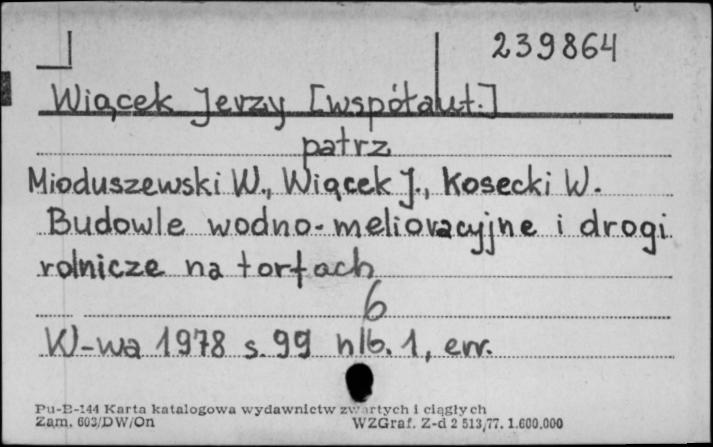 239864
Wiącek Jerzy [współaut.]
patrz
Mioduszewski W., Wiącek J., Kosecki W.
Budowle wodno-melioracyjne i drogi
rolnicze na torfach
6
W-wa 1978 s. 99 nlb. 1, err.
Pu-B-144 Karta katalogowa wydawnictw zwartych i ciągłych
Zam. 603/DW/On WZGraf. Z-d 2 513/77. 1.600.000